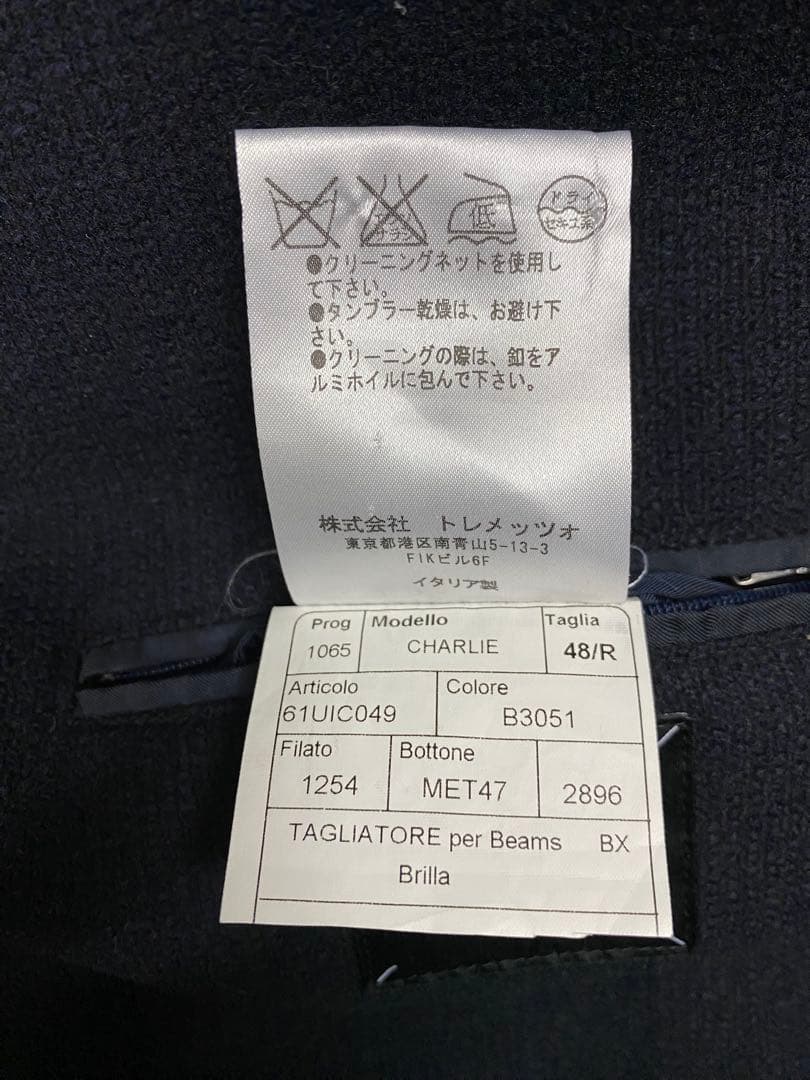 低
ドライ
セキユ系
●クリーニングネットを使用し
て下さい。
●タンブラー乾燥は、お避け下
さい。
●クリーニングの際は、釦をア
ルミホイルに包んで下さい。
株式会社 トレメッツォ
東京都港区南青山5-13-3
FIKビル6F
イタリア製
Prog Modello Taglia
1065 CHARLIE 48/R
Articolo Colore
61UIC049 B3051
Filato Bottone
1254 MET47 2896
TAGLIATORE per Beams BX
Brilla